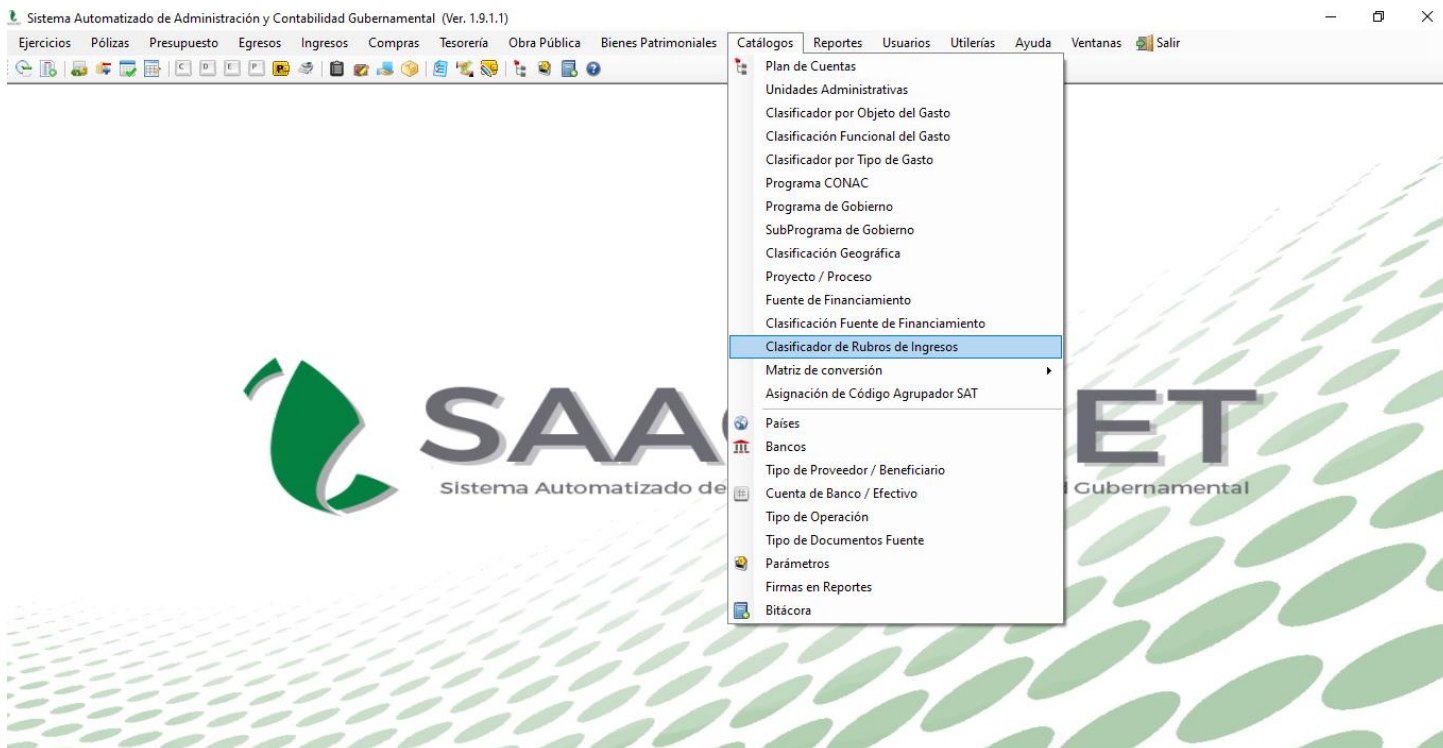 Sistema Automatizado de Administración y Contabilidad Gubernamental (Ver. 1.9.1.1)
Ejercicios Pólizas Presupuesto Egresos Ingresos Compras Tesorería Obra Pública Bienes Patrimoniales Catálogos Reportes Usuarios Utilerías Ayuda Ventanas Salir
Plan de Cuentas
Unidades Administrativas
Clasificador por Objeto del Gasto
Clasificación Funcional del Gasto
Clasificador por Tipo de Gasto
Programa CONAC
Programa de Gobierno
SubPrograma de Gobierno
Clasificación Geográfica
Proyecto / Proceso
Fuente de Financiamiento
Clasificación Fuente de Financiamiento
Clasificador de Rubros de Ingresos
Matriz de conversión
Asignación de Código Agrupador SAT
Países
Bancos
Tipo de Proveedor / Beneficiario
Cuenta de Banco / Efectivo
Tipo de Operación
Tipo de Documentos Fuente
Parámetros
Firmas en Reportes
Bitácora
SAA ET
Sistema Automatizado de Gubernamental